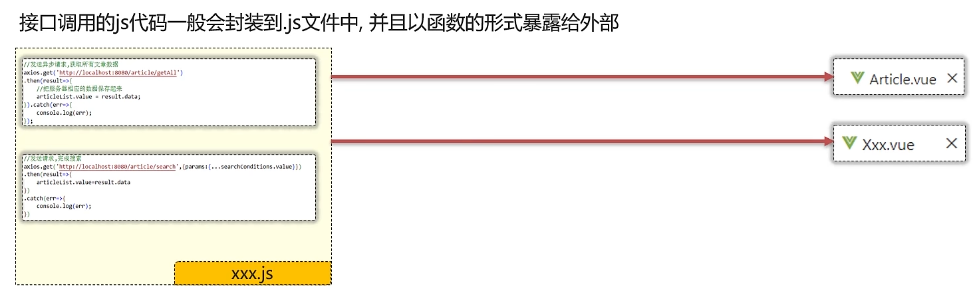 接口调用的js代码一般会封装到.js文件中, 并且以函数的形式暴露给外部
//发送异步请求,获取所有文章数据
axios.get('http://localhost:8080/article/getAll')
.then(result=>{
//把服务器响应的数据保存起来
articleList.value = result.data;
}).catch(err=>{
console.log(err);
});
//发送请求,完成搜索
axios.get('http://localhost:8080/article/search',{params:{...searchconditions.value}})
.then(result=>{
articleList.value=result.data
})
.catch(err=>{
console.log(err);
})
xxx.js
Article.vue
Xxx.vue